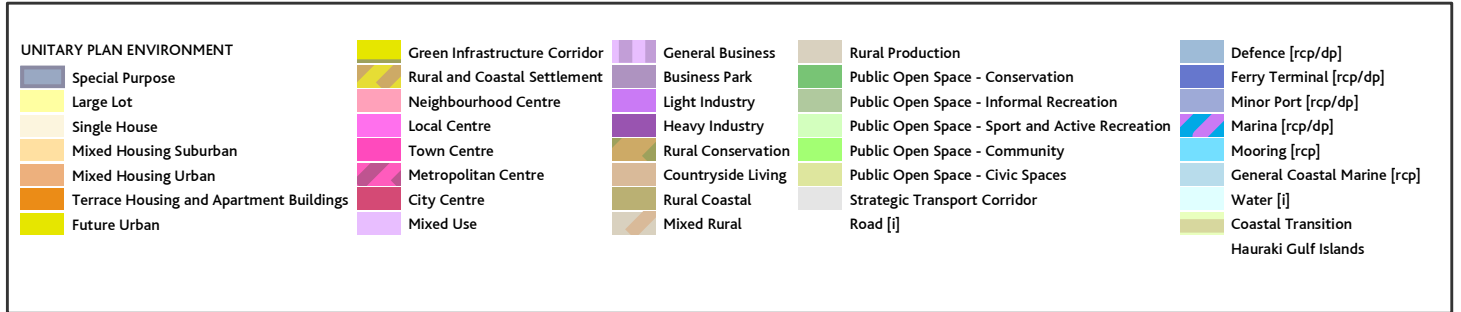 UNITARY PLAN ENVIRONMENT
Special Purpose
Large Lot
Single House
Mixed Housing Suburban
Mixed Housing Urban
Terrace Housing and Apartment Buildings
Future Urban
Green Infrastructure Corridor
Rural and Coastal Settlement
Neighbourhood Centre
Local Centre
Town Centre
Metropolitan Centre
City Centre
Mixed Use
General Business
Business Park
Light Industry
Heavy Industry
Rural Conservation
Countryside Living
Rural Coastal
Mixed Rural
Rural Production
Public Open Space - Conservation
Public Open Space - Informal Recreation
Public Open Space - Sport and Active Recreation
Public Open Space - Community
Public Open Space - Civic Spaces
Strategic Transport Corridor
Road [i]
Defence [rcp/dp]
Ferry Terminal [rcp/dp]
Minor Port [rcp/dp]
Marina [rcp/dp]
Mooring [rcp]
General Coastal Marine [rcp]
Water [i]
Coastal Transition
Hauraki Gulf Islands